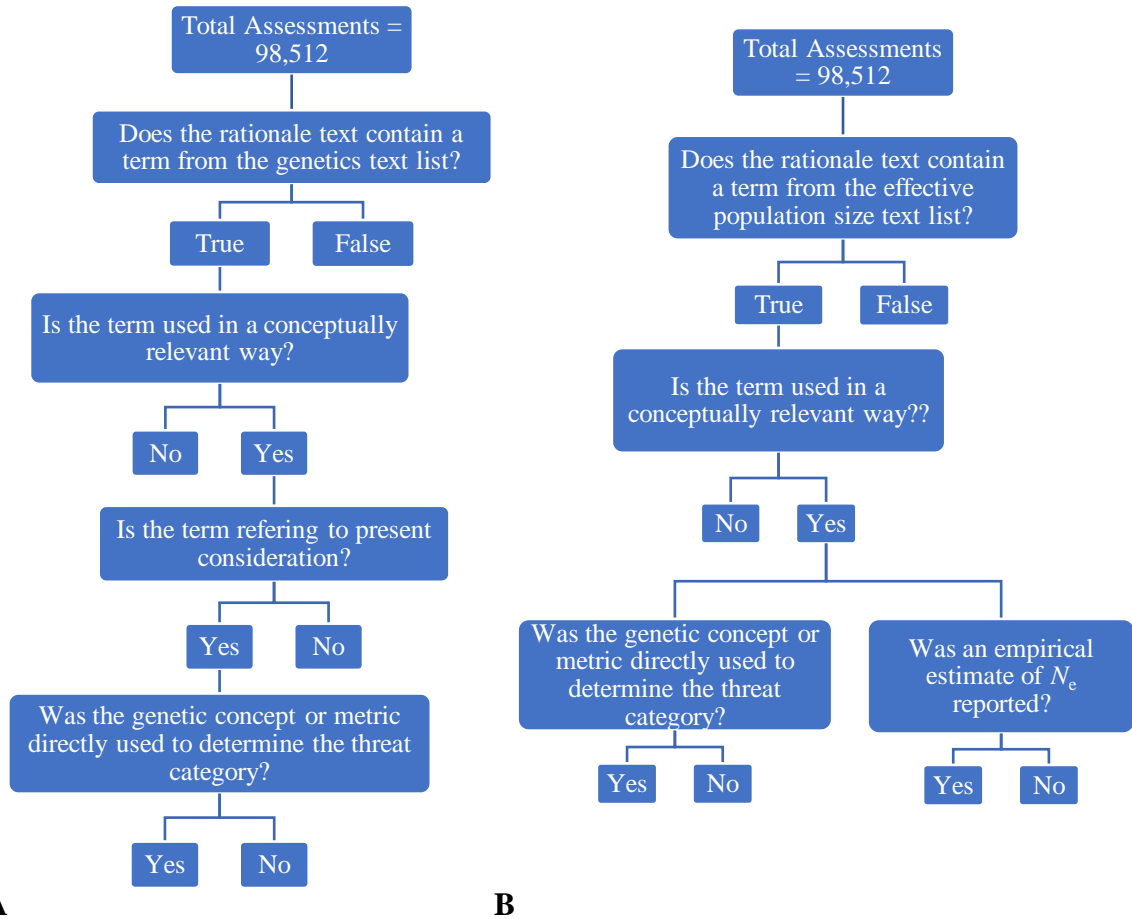 Total Assessments =
98,512
Does the rationale text contain a
term from the genetics text list?
True
False
Is the term used in a conceptually
relevant way?
No
Yes
Is the term refering to present
consideration?
Yes
No
Was the genetic concept or metric
directly used to determine the threat
category?
Yes
No
Total Assessments
= 98,512
Does the rationale text contain
a term from the effective
population size text list?
True
False
Is the term used in a
conceptually relevant way??
No
Yes
Was the genetic concept or
metric directly used to
determine the threat
category?
Yes
No
Was an empirical
estimate of Ne
reported?
Yes
No
B